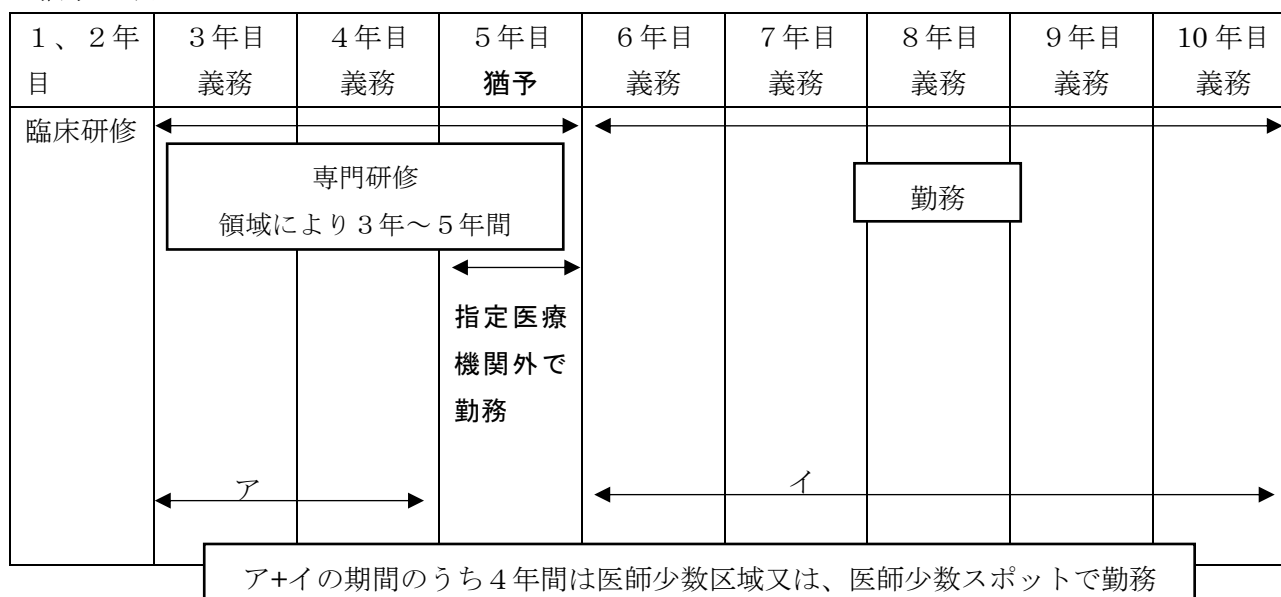 １、２年目
３年目
義務
４年目
義務
５年目
猶予
６年目
義務
７年目
義務
８年目
義務
９年目
義務
10 年目
義務
臨床研修
専門研修
領域により３年～５年間
勤務
指定医療
機関外で
勤務
ア
イ
ア+イの期間のうち４年間は医師少数区域又は、医師少数スポットで勤務